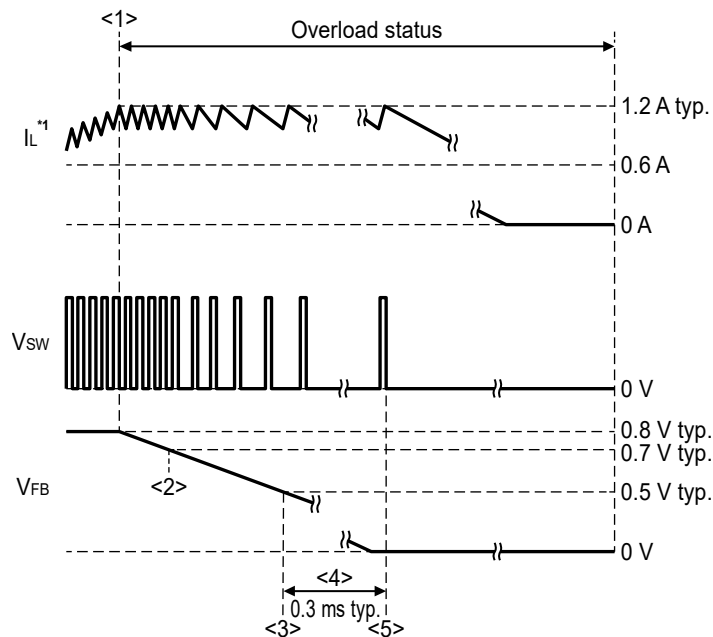 <1>
Overload status
IL*1
1.2 A typ.
0.6 A
0 A
VSW
0 V
VFB
0.8 V typ.
0.7 V typ.
<2>
0.5 V typ.
0 V
<4>
0.3 ms typ.
<3>
<5>